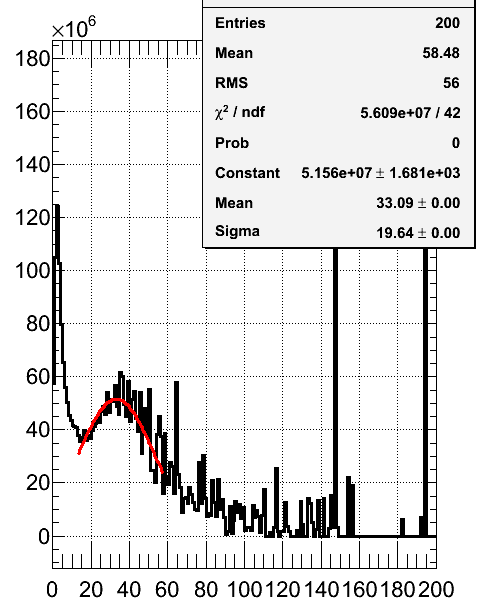 ×10⁶
Entries 200
Mean 58.48
RMS 56
χ² / ndf 5.609e+07 / 42
Prob 0
Constant 5.156e+07 ± 1.681e+03
Mean 33.09 ± 0.00
Sigma 19.64 ± 0.00
180
160
140
120
100
80
60
40
20
0
0 20 40 60 80 100 120 140 160 180 200